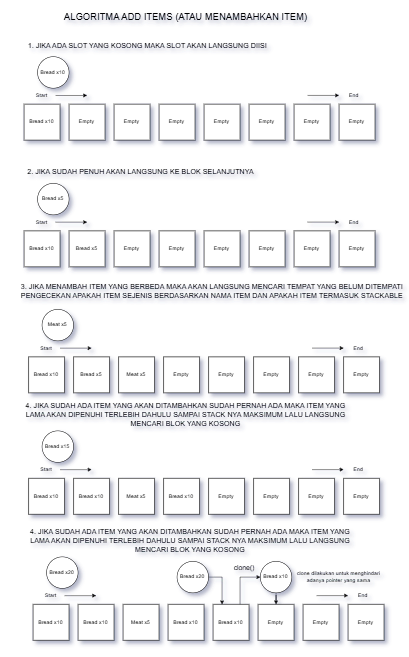 ALGORITMA ADD ITEMS (ATAU MENAMBAHKAN ITEM)
1. JIKA ADA SLOT YANG KOSONG MAKA SLOT AKAN LANGSUNG DIISI
Bread x10
Start
End
Bread x10 Empty Empty Empty Empty Empty Empty Empty
2. JIKA SUDAH PENUH AKAN LANGSUNG KE BLOK SELANJUTNYA
Bread x5
Start
End
Bread x10 Bread x5 Empty Empty Empty Empty Empty Empty
3. JIKA MENAMBAH ITEM YANG BERBEDA MAKA AKAN LANGSUNG MENCARI TEMPAT YANG BELUM DITEMPATI
PENGECEKAN APAKAH ITEM SEJENIS BERDASARKAN NAMA ITEM DAN APAKAH ITEM TERMASUK STACKABLE
Meat x5
Start
End
Bread x10 Bread x5 Meat x5 Empty Empty Empty Empty Empty
4. JIKA SUDAH ADA ITEM YANG AKAN DITAMBAHKAN SUDAH PERNAH ADA MAKA ITEM YANG
LAMA AKAN DIPENUHI TERLEBIH DAHULU SAMPAI STACK NYA MAKSIMUM LALU LANGSUNG
MENCARI BLOK YANG KOSONG
Bread x15
Start
End
Bread x10 Bread x10 Meat x5 Bread x10 Empty Empty Empty Empty
4. JIKA SUDAH ADA ITEM YANG AKAN DITAMBAHKAN SUDAH PERNAH ADA MAKA ITEM YANG
LAMA AKAN DIPENUHI TERLEBIH DAHULU SAMPAI STACK NYA MAKSIMUM LALU LANGSUNG
MENCARI BLOK YANG KOSONG
Bread x20
Bread x20
clone()
Bread x10
clone dilakukan untuk menghindari
adanya pointer yang sama
Start
End
Bread x10 Bread x10 Meat x5 Bread x10 Bread x10 Empty Empty Empty